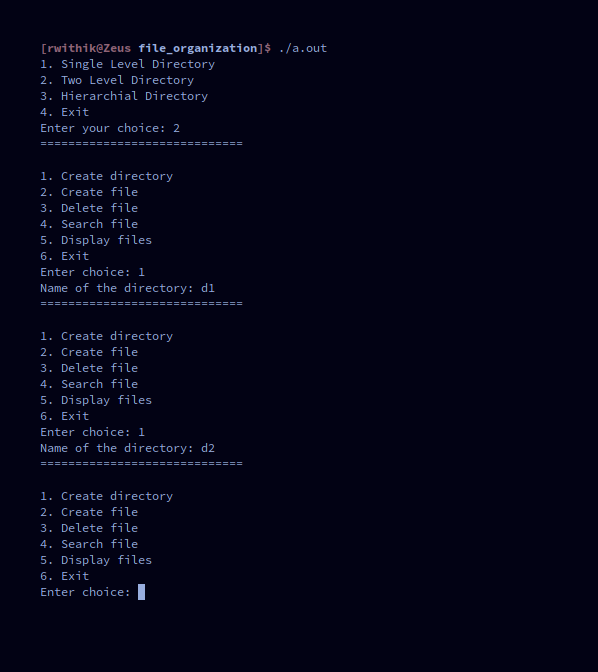 [rwithik@Zeus file_organization]$ ./a.out
1. Single Level Directory
2. Two Level Directory
3. Hierarchial Directory
4. Exit
Enter your choice: 2
=============================
1. Create directory
2. Create file
3. Delete file
4. Search file
5. Display files
6. Exit
Enter choice: 1
Name of the directory: d1
=============================
1. Create directory
2. Create file
3. Delete file
4. Search file
5. Display files
6. Exit
Enter choice: 1
Name of the directory: d2
=============================
1. Create directory
2. Create file
3. Delete file
4. Search file
5. Display files
6. Exit
Enter choice: